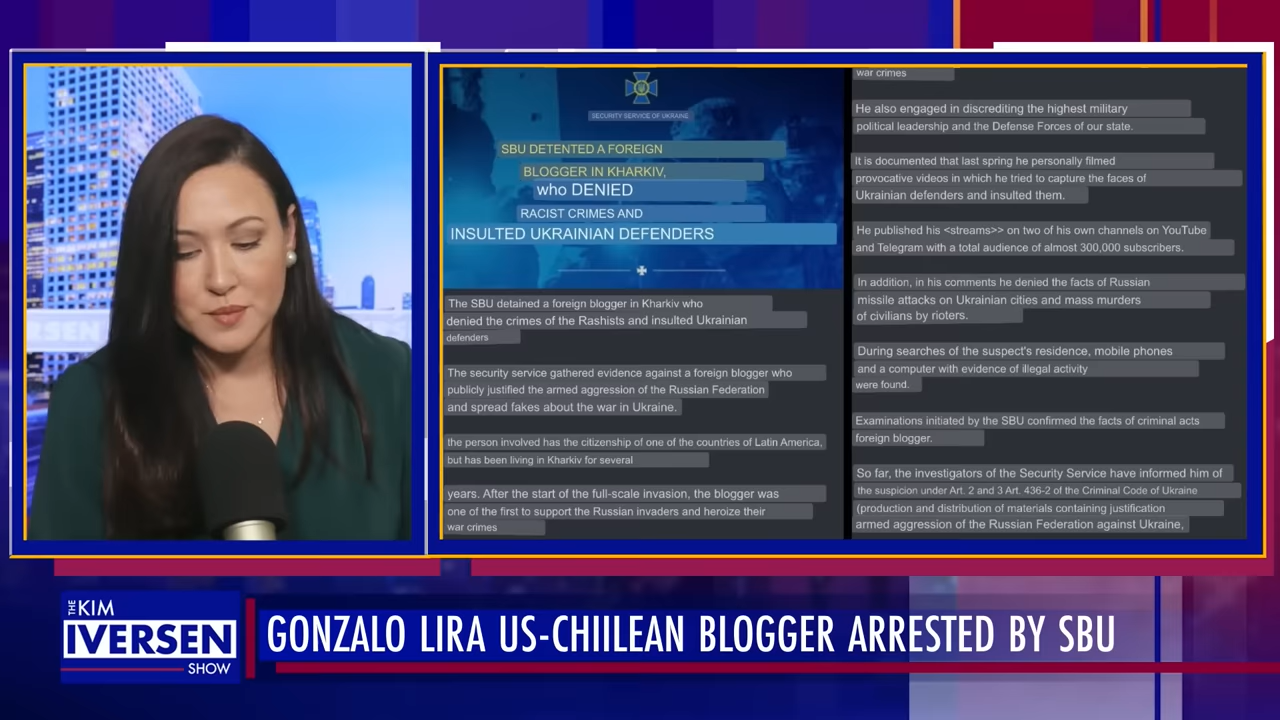 SECURITY SERVICE OF UKRAINE
SBU DETENTED A FOREIGN
BLOGGER IN KHARKIV,
who DENIED
RACIST CRIMES AND
INSULTED UKRAINIAN DEFENDERS
The SBU detained a foreign blogger in Kharkiv who
denied the crimes of the Rashists and insulted Ukrainian
defenders
The security service gathered evidence against a foreign blogger who
publicly justified the armed aggression of the Russian Federation
and spread fakes about the war in Ukraine.
the person involved has the citizenship of one of the countries of Latin America,
but has been living in Kharkiv for several
years. After the start of the full-scale invasion, the blogger was
one of the first to support the Russian invaders and heroize their
war crimes
war crimes
He also engaged in discrediting the highest military
political leadership and the Defense Forces of our state.
It is documented that last spring he personally filmed
provocative videos in which he tried to capture the faces of
Ukrainian defenders and insulted them.
He published his <streams>> on two of his own channels on YouTube
and Telegram with a total audience of almost 300,000 subscribers.
In addition, in his comments he denied the facts of Russian
missile attacks on Ukrainian cities and mass murders
of civilians by rioters.
During searches of the suspect's residence, mobile phones
and a computer with evidence of illegal activity
were found.
Examinations initiated by the SBU confirmed the facts of criminal acts
foreign blogger.
So far, the investigators of the Security Service have informed him of
the suspicion under Art. 2 and 3 Art. 436-2 of the Criminal Code of Ukraine
(production and distribution of materials containing justification
armed aggression of the Russian Federation against Ukraine,
THE KIM
IVERSEN
SHOW
GONZALO LIRA US-CHIILEAN BLOGGER ARRESTED BY SBU